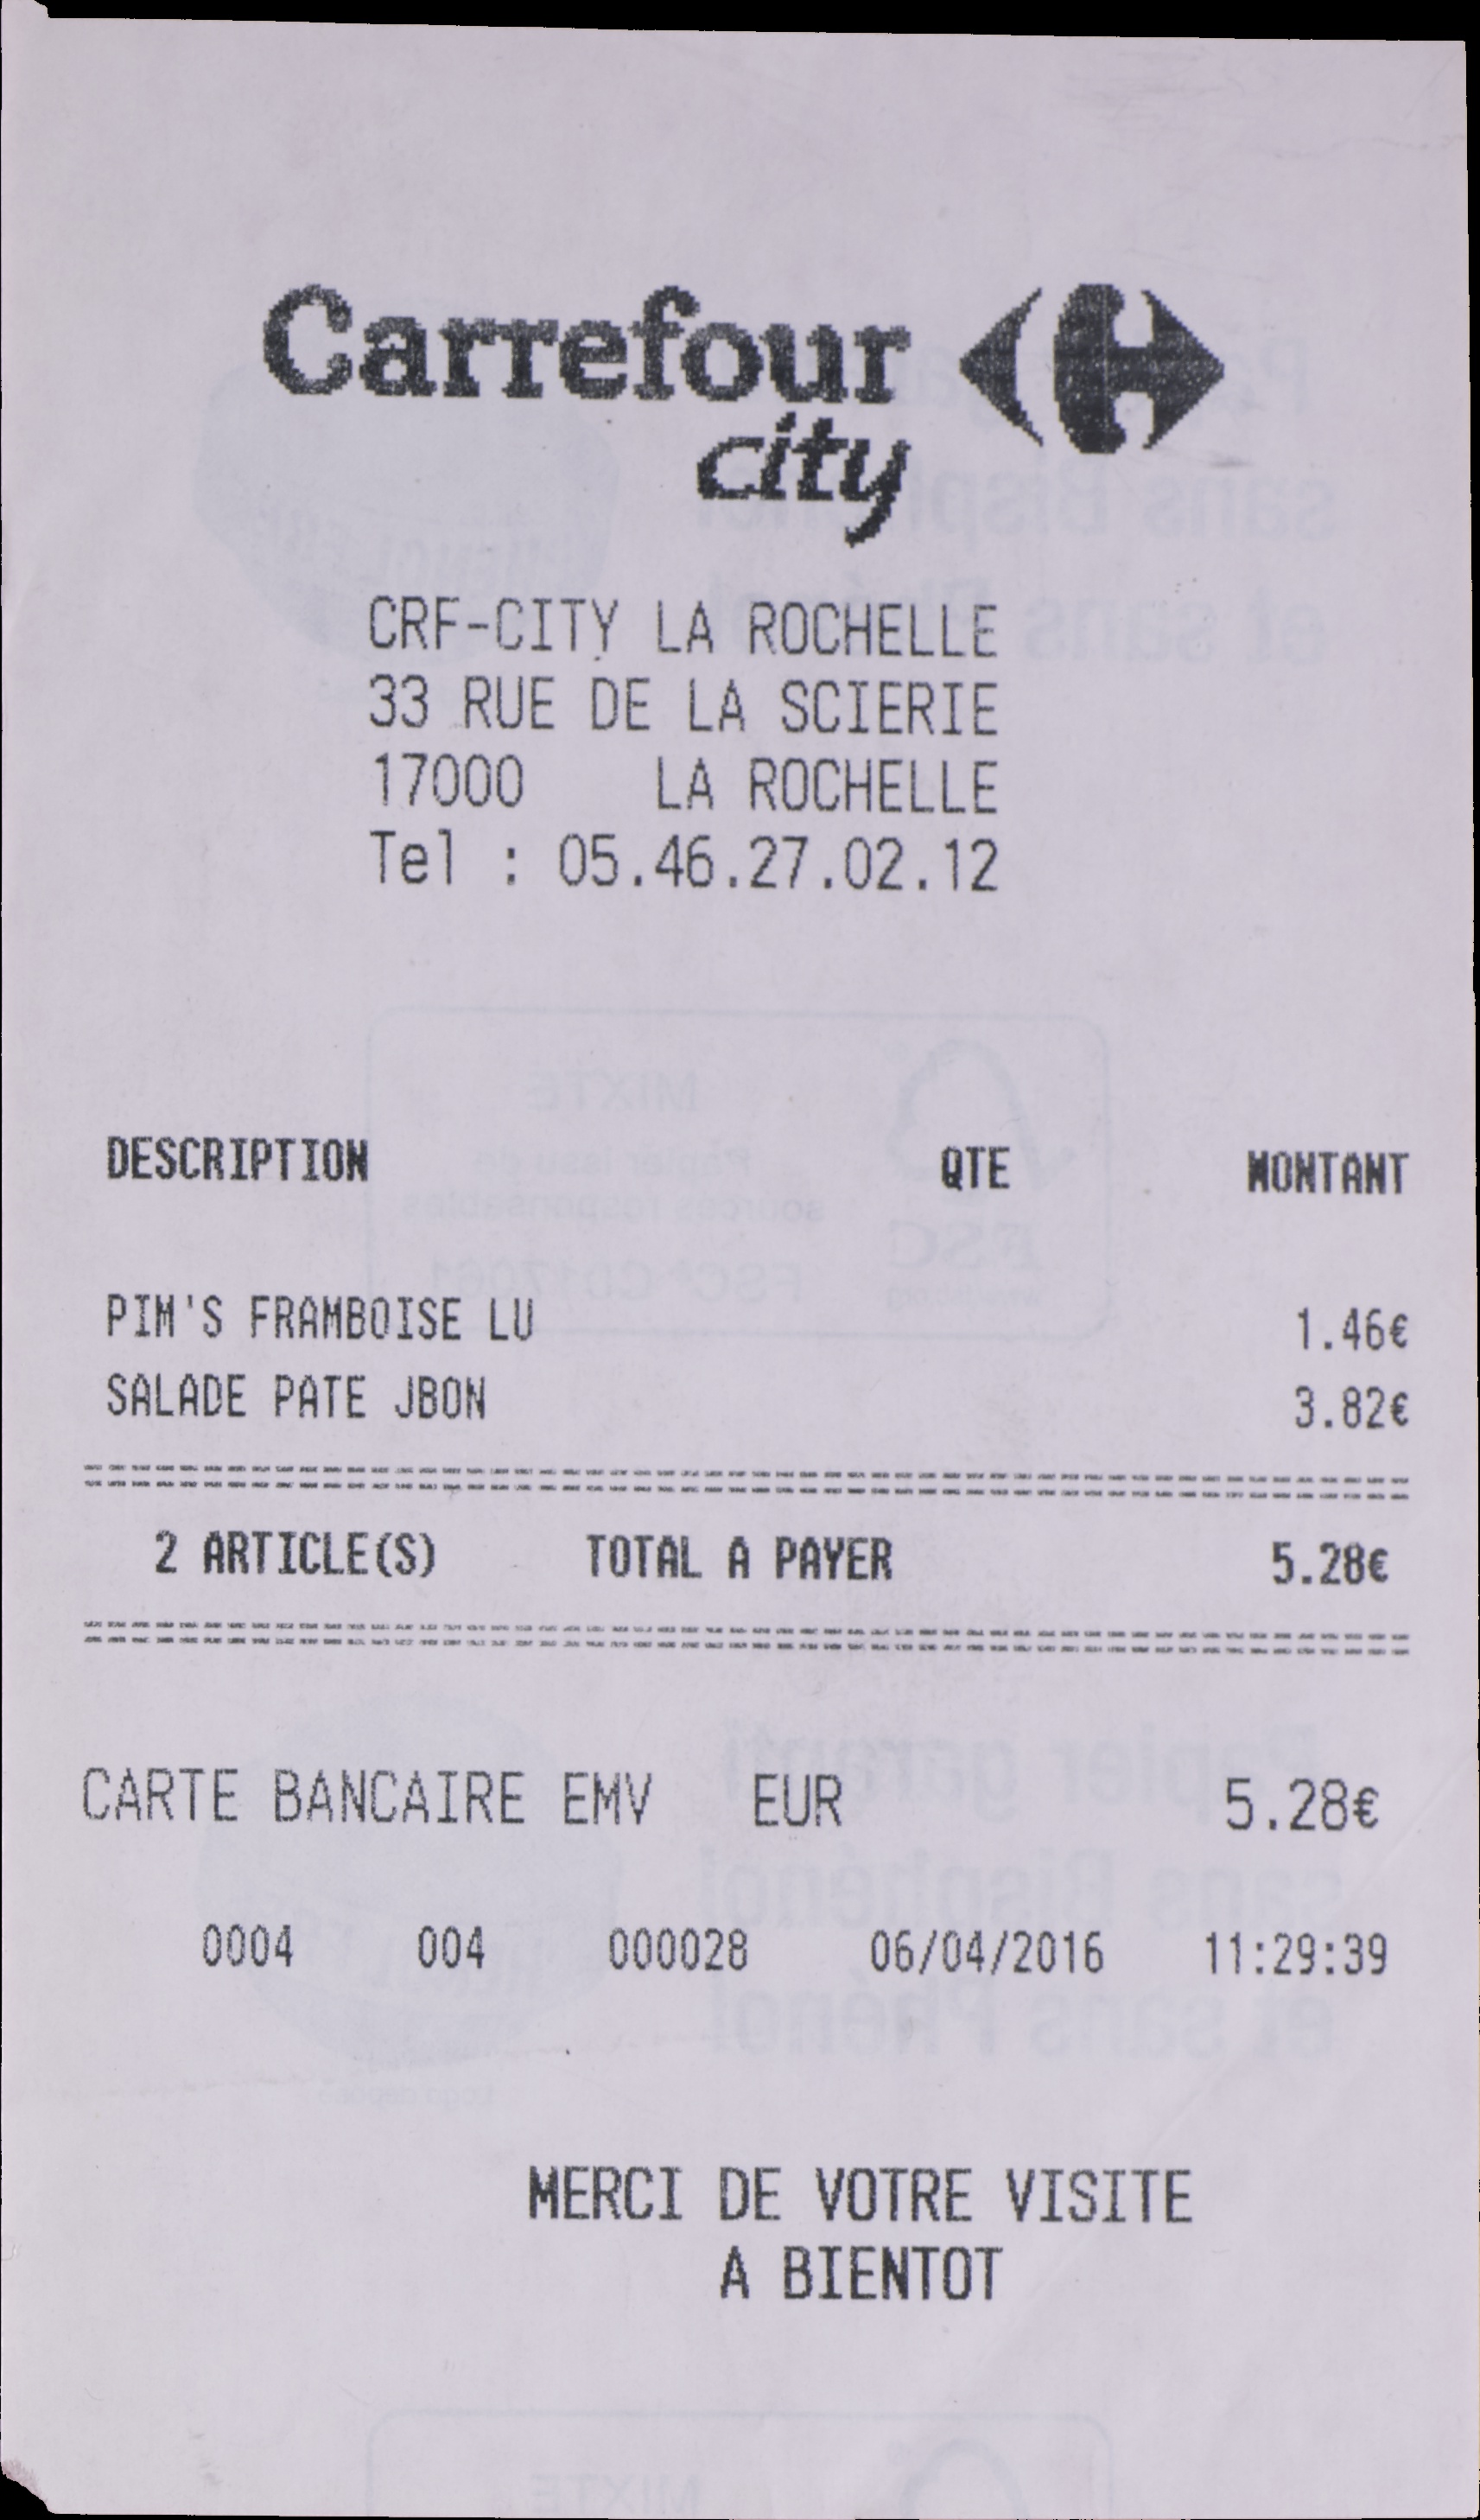 Carrefour
city
CRF-CITY LA ROCHELLE
33 RUE DE LA SCIERIE
17000 LA ROCHELLE
Tel : 05.46.27.02.12
DESCRIPTION QTE MONTANT
PIM'S FRAMBOISE LU 1.46€
SALADE PATE JBON 3.82€
2 ARTICLE(S) TOTAL A PAYER 5.28€
CARTE BANCAIRE EMV EUR 5.28€
0004 004 000028 06/04/2016 11:29:39
MERCI DE VOTRE VISITE
A BIENTOT